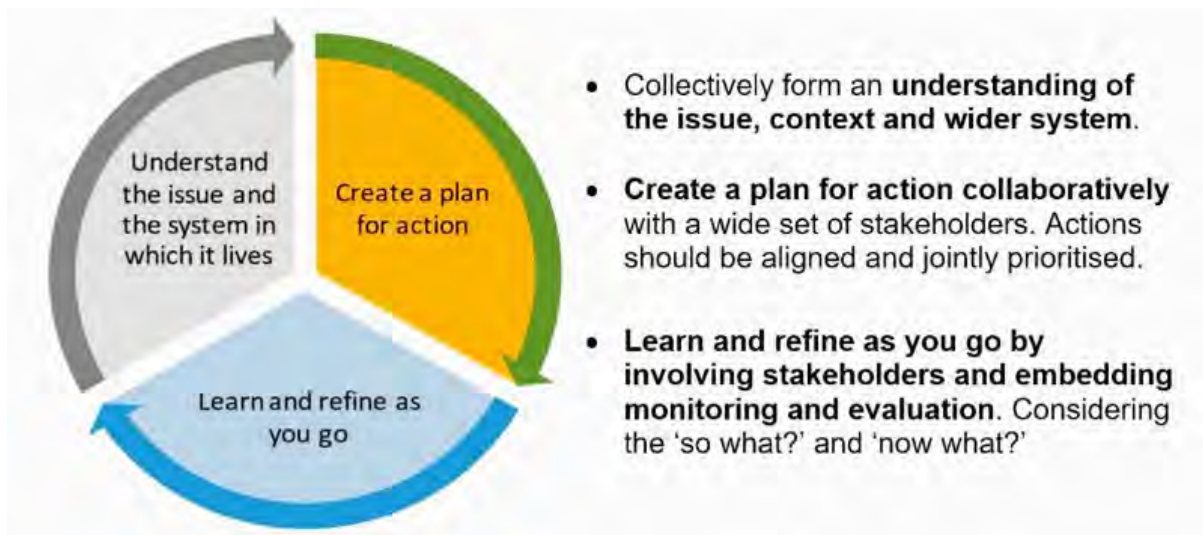 Understand
the issue and
the system in
which it lives
Create a plan
for action
Learn and refine as
you go
• Collectively form an understanding of
the issue, context and wider system.
• Create a plan for action collaboratively
with a wide set of stakeholders. Actions
should be aligned and jointly prioritised.
• Learn and refine as you go by
involving stakeholders and embedding
monitoring and evaluation. Considering
the ‘so what?’ and ‘now what?’